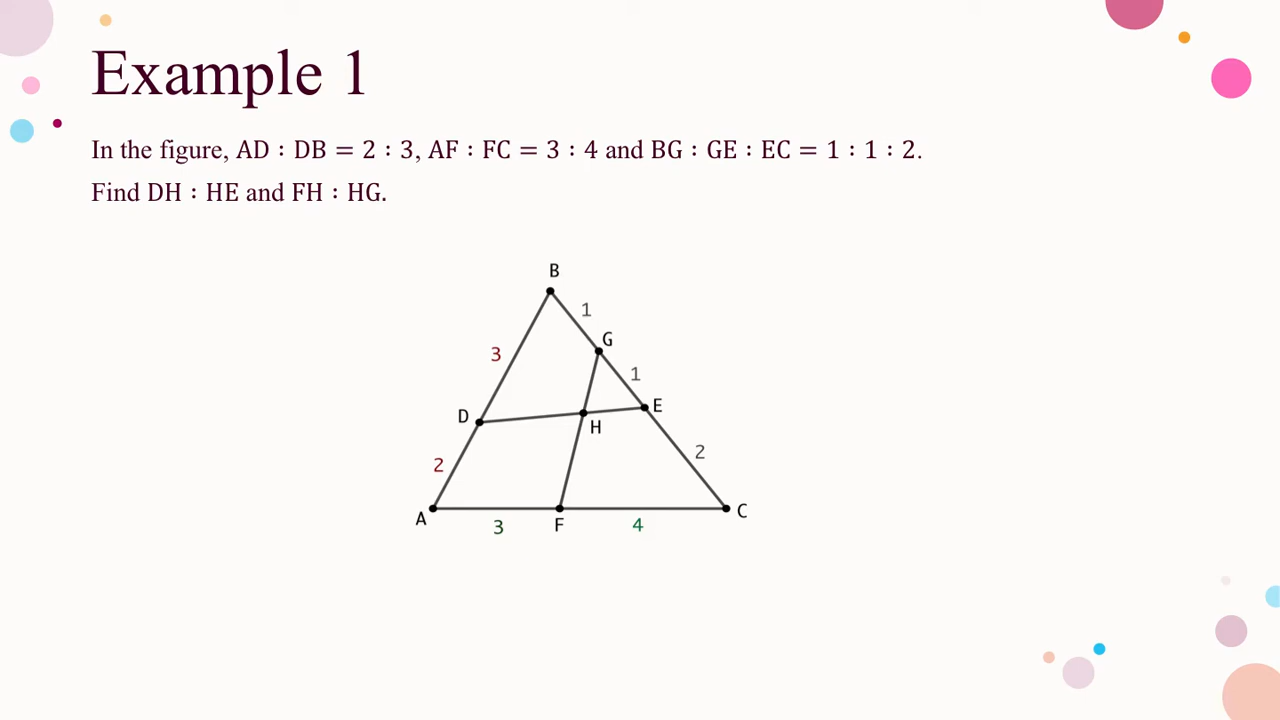 Example 1
In the figure, AD : DB = 2 : 3, AF : FC = 3 : 4 and BG : GE : EC = 1 : 1 : 2.
Find DH : HE and FH : HG.
B
1
G
3
1
D
E
H
2
2
A
3
F
4
C